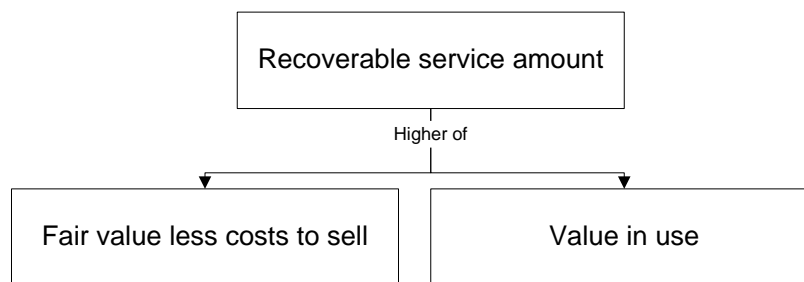 Recoverable service amount
Higher of
Fair value less costs to sell
Value in use